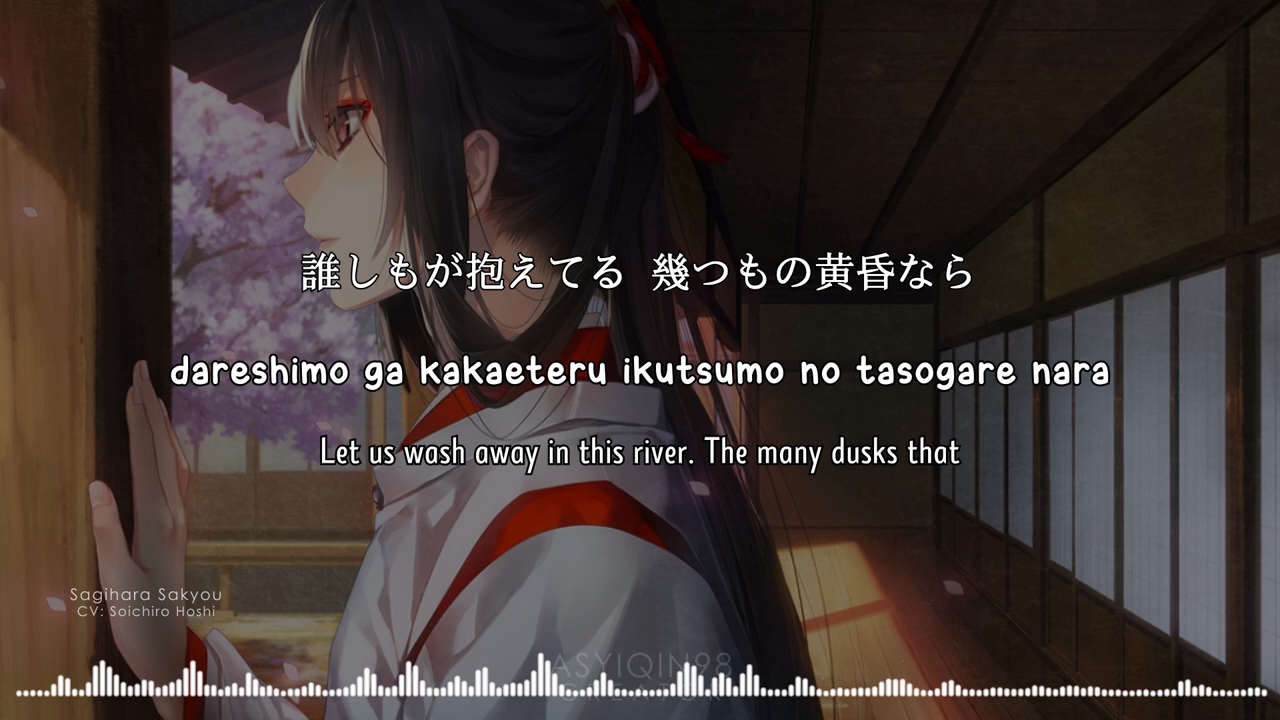 誰しもが抱えてる 幾つもの黄昏なら
dareshimo ga kakaeteru ikutsumo no tasogare nara
Let us wash away in this river. The many dusks that
Sagihara Sakyou
CV: Soichiro Hoshi
ASYIQIN98